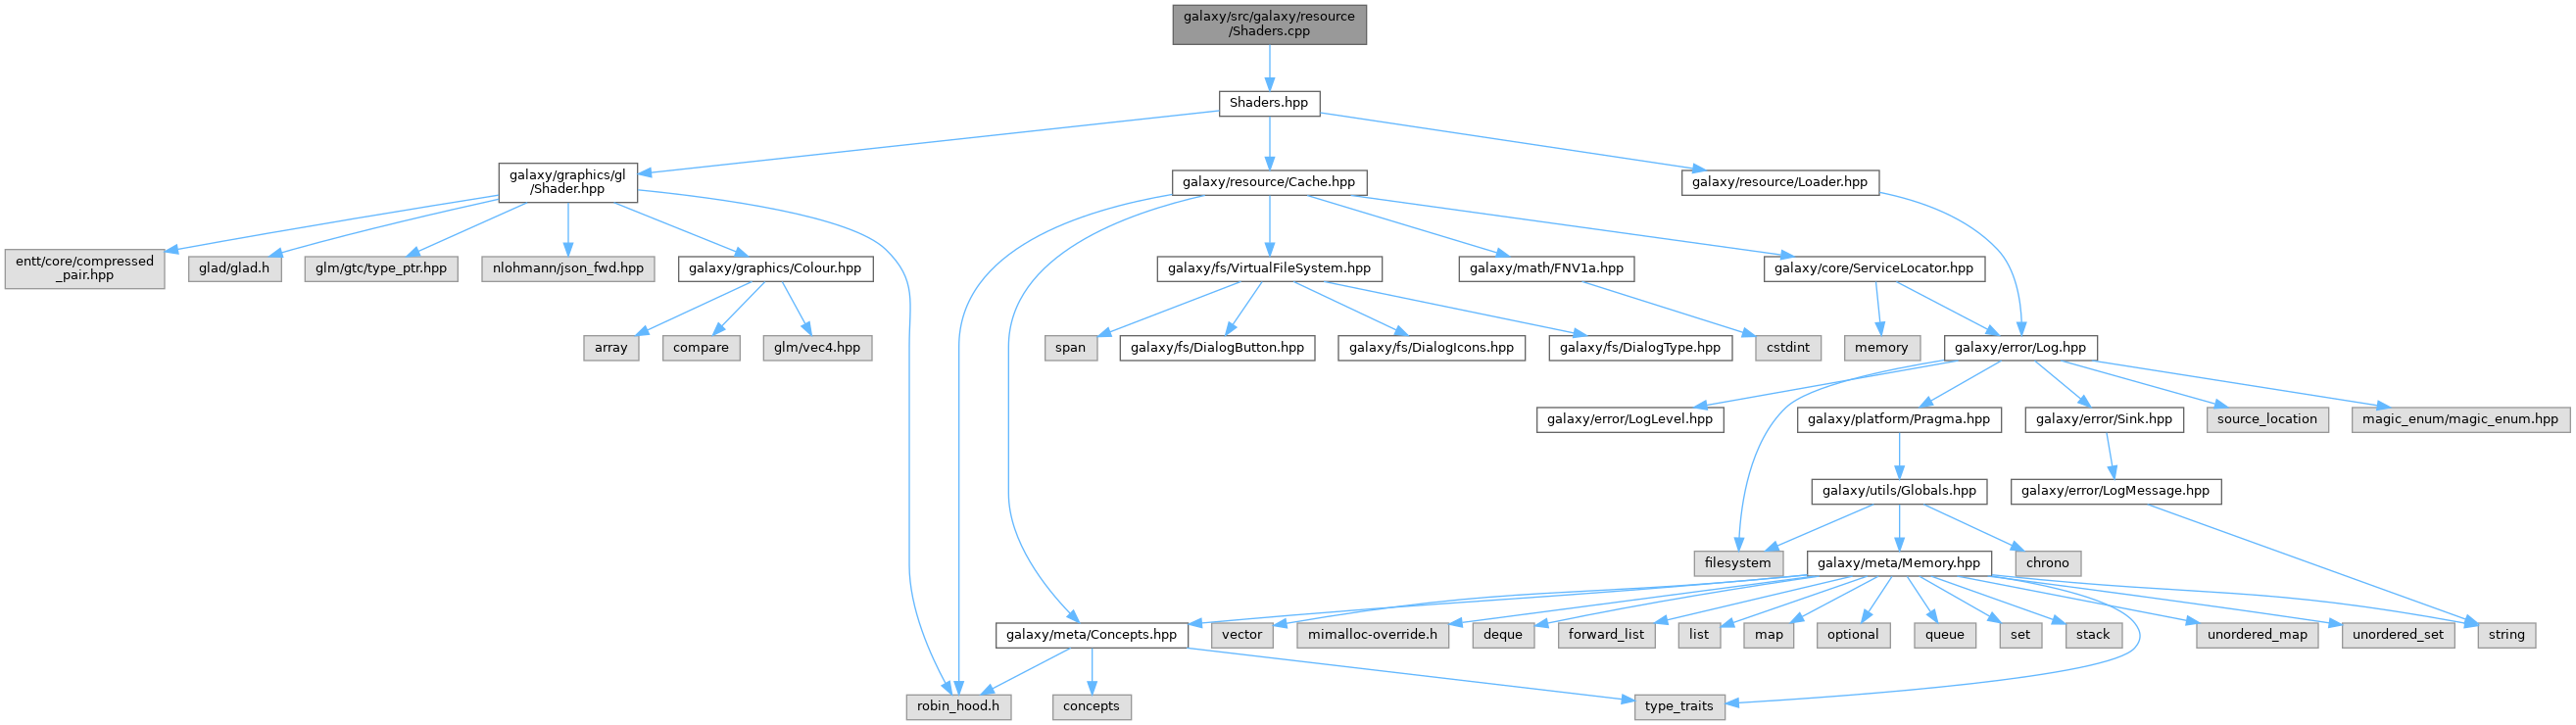 galaxy/src/galaxy/resource
/Shaders.cpp
Shaders.hpp
galaxy/graphics/gl
/Shader.hpp
galaxy/resource/Cache.hpp
galaxy/resource/Loader.hpp
entt/core/compressed
_pair.hpp
glad/glad.h
glm/gtc/type_ptr.hpp
nlohmann/json_fwd.hpp
galaxy/graphics/Colour.hpp
galaxy/fs/VirtualFileSystem.hpp
galaxy/math/FNV1a.hpp
galaxy/core/ServiceLocator.hpp
array
compare
glm/vec4.hpp
span
galaxy/fs/DialogButton.hpp
galaxy/fs/DialogIcons.hpp
galaxy/fs/DialogType.hpp
cstdint
memory
galaxy/error/Log.hpp
galaxy/error/LogLevel.hpp
galaxy/platform/Pragma.hpp
galaxy/error/Sink.hpp
source_location
magic_enum/magic_enum.hpp
galaxy/utils/Globals.hpp
galaxy/error/LogMessage.hpp
filesystem
galaxy/meta/Memory.hpp
chrono
galaxy/meta/Concepts.hpp
vector
mimalloc-override.h
deque
forward_list
list
map
optional
queue
set
stack
unordered_map
unordered_set
string
robin_hood.h
concepts
type_traits